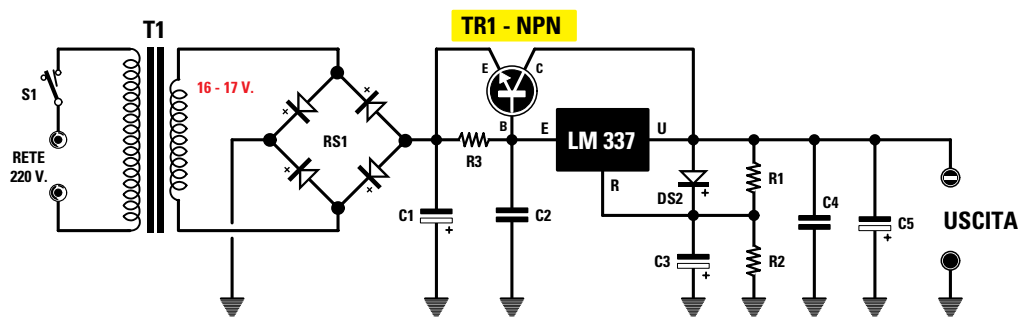 TR1 - NPN
T1
S1
RETE
220 V.
16 - 17 V.
RS1
E
C
B
R3
E
LM 337
U
R
C1
+
C2
DS2
+
R1
C3
+
R2
C4
C5
+
USCITA